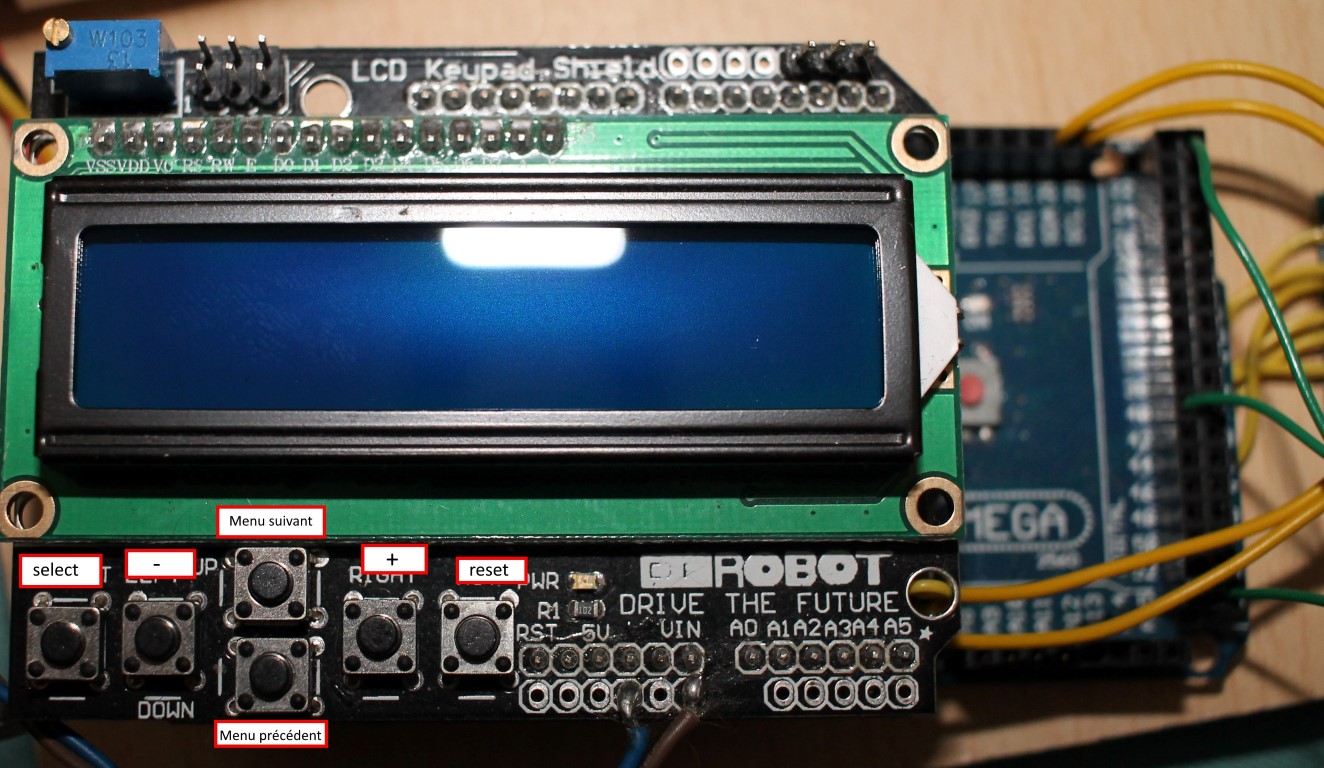 W103
LCD Keypad Shield
VSS VDD VO RS RW E D0 D1 D2
Menu suivant
select
-
UP
+
RIGHT
reset
DFROBOT
R1
DRIVE THE FUTURE
RST 5V VIN
A0 A1 A2 A3 A4 A5
DOWN
Menu précédent
MEGA